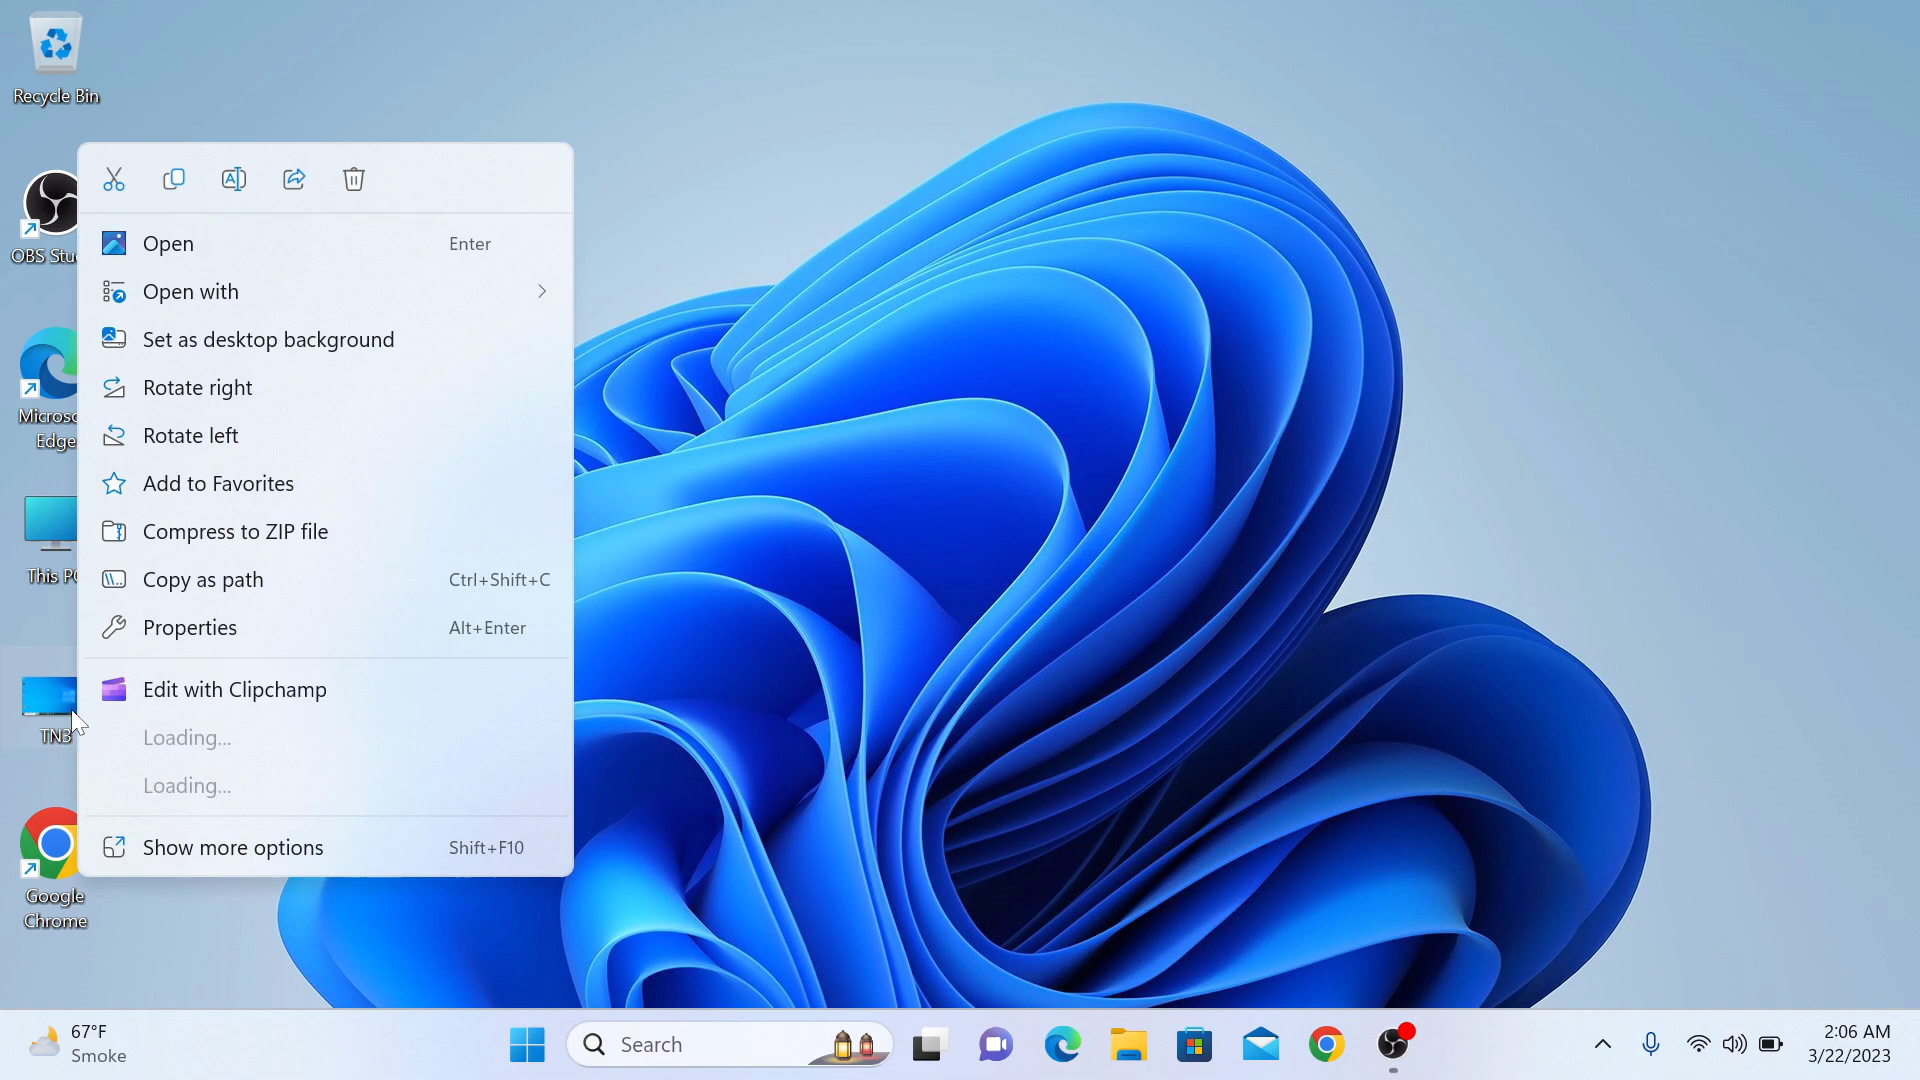 Recycle Bin
OBS Stu
Microso
Edge
This PC
TN3
Google
Chrome
Open Enter
Open with
Set as desktop background
Rotate right
Rotate left
Add to Favorites
Compress to ZIP file
Copy as path Ctrl+Shift+C
Properties Alt+Enter
Edit with Clipchamp
Loading...
Loading...
Show more options Shift+F10
67°F
Smoke
Search
2:06 AM
3/22/2023